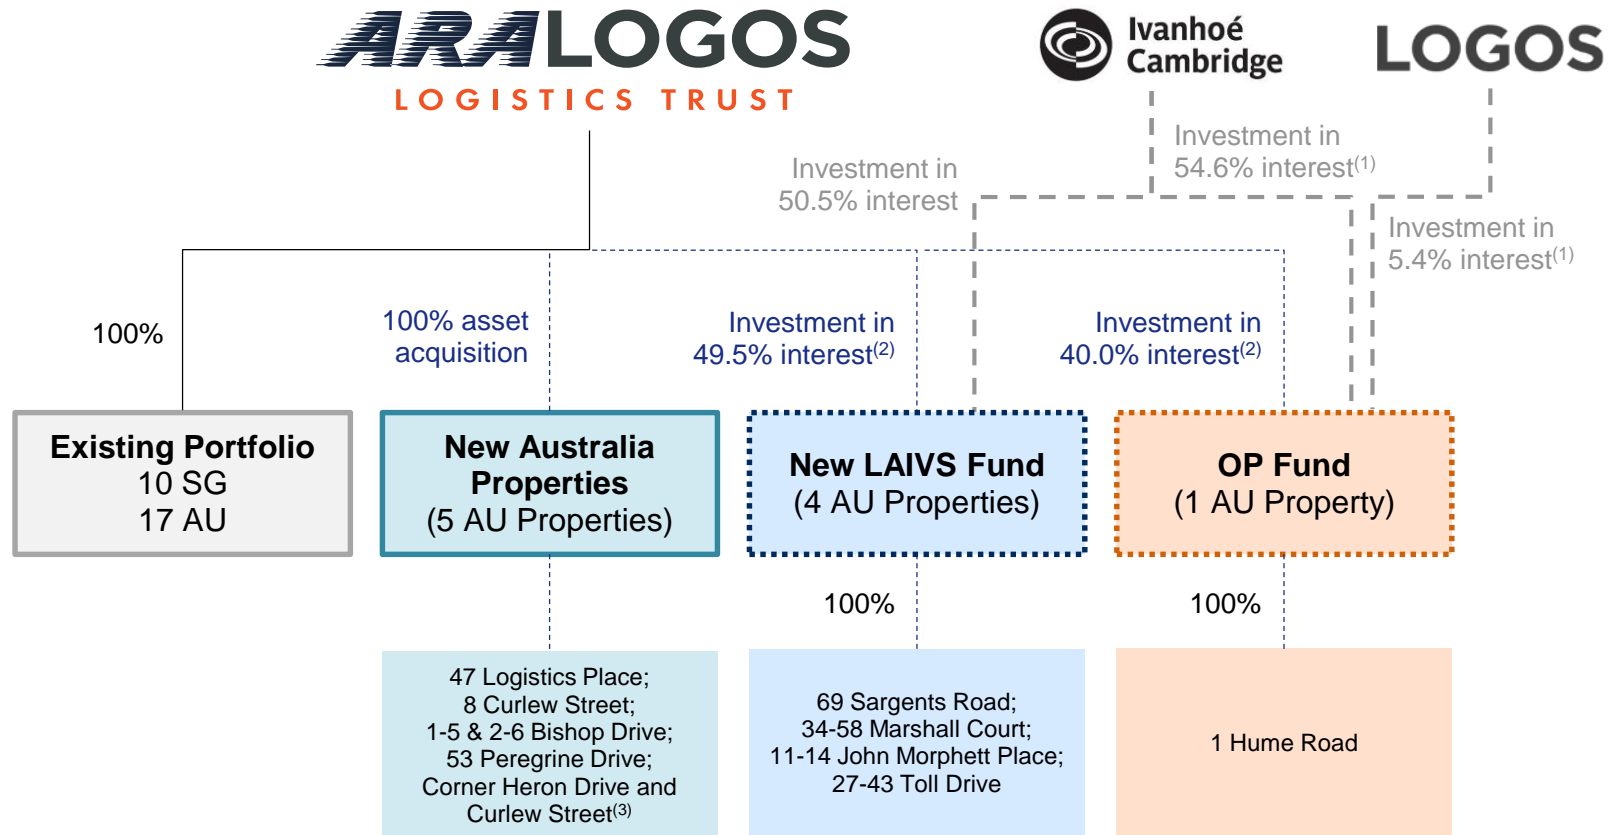 ARA LOGOS
LOGISTICS TRUST
Ivanhoé
Cambridge
LOGOS
Investment in
50.5% interest
Investment in
54.6% interest(1)
Investment in
5.4% interest(1)
100%
100% asset
acquisition
Investment in
49.5% interest(2)
Investment in
40.0% interest(2)
Existing Portfolio
10 SG
17 AU
New Australia
Properties
(5 AU Properties)
New LAIVS Fund
(4 AU Properties)
OP Fund
(1 AU Property)
100%
100%
47 Logistics Place;
8 Curlew Street;
1-5 & 2-6 Bishop Drive;
53 Peregrine Drive;
Corner Heron Drive and
Curlew Street(3)
69 Sargents Road;
34-58 Marshall Court;
11-14 John Morphett Place;
27-43 Toll Drive
1 Hume Road